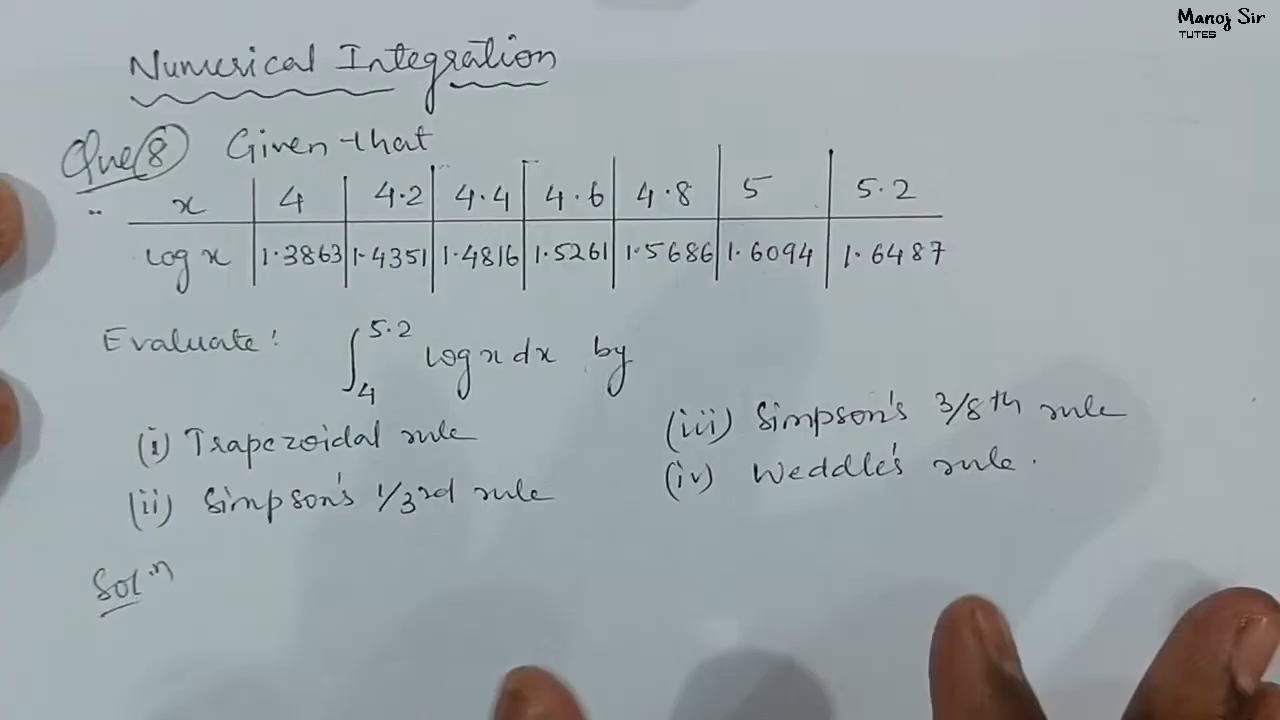 Manoj Sir
TUTES
Numerical Integration
Que(8) Given that
x 4 4.2 4.4 4.6 4.8 5 5.2
log x 1.3863 1.4351 1.4816 1.5261 1.5686 1.6094 1.6487
Evaluate: ∫₄^5.2 log x dx by
(i) Trapezoidal rule
(ii) Simpson's 1/3rd rule
(iii) Simpson's 3/8th rule
(iv) Weddle's rule.
Sol.n